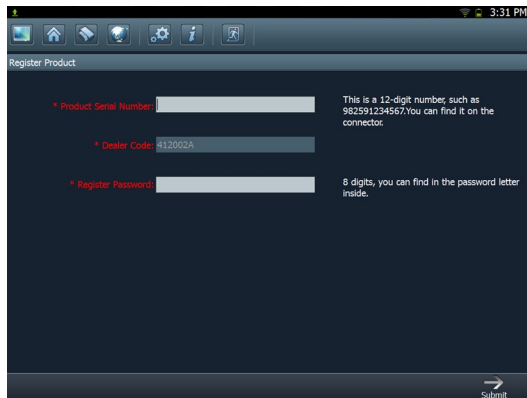 3:31 PM
Register Product
* Product Serial Number:
This is a 12-digit number, such as
982591234567.You can find it on the
connector.
* Dealer Code: 412002A
* Register Password:
8 digits, you can find in the password letter
inside.
Submit